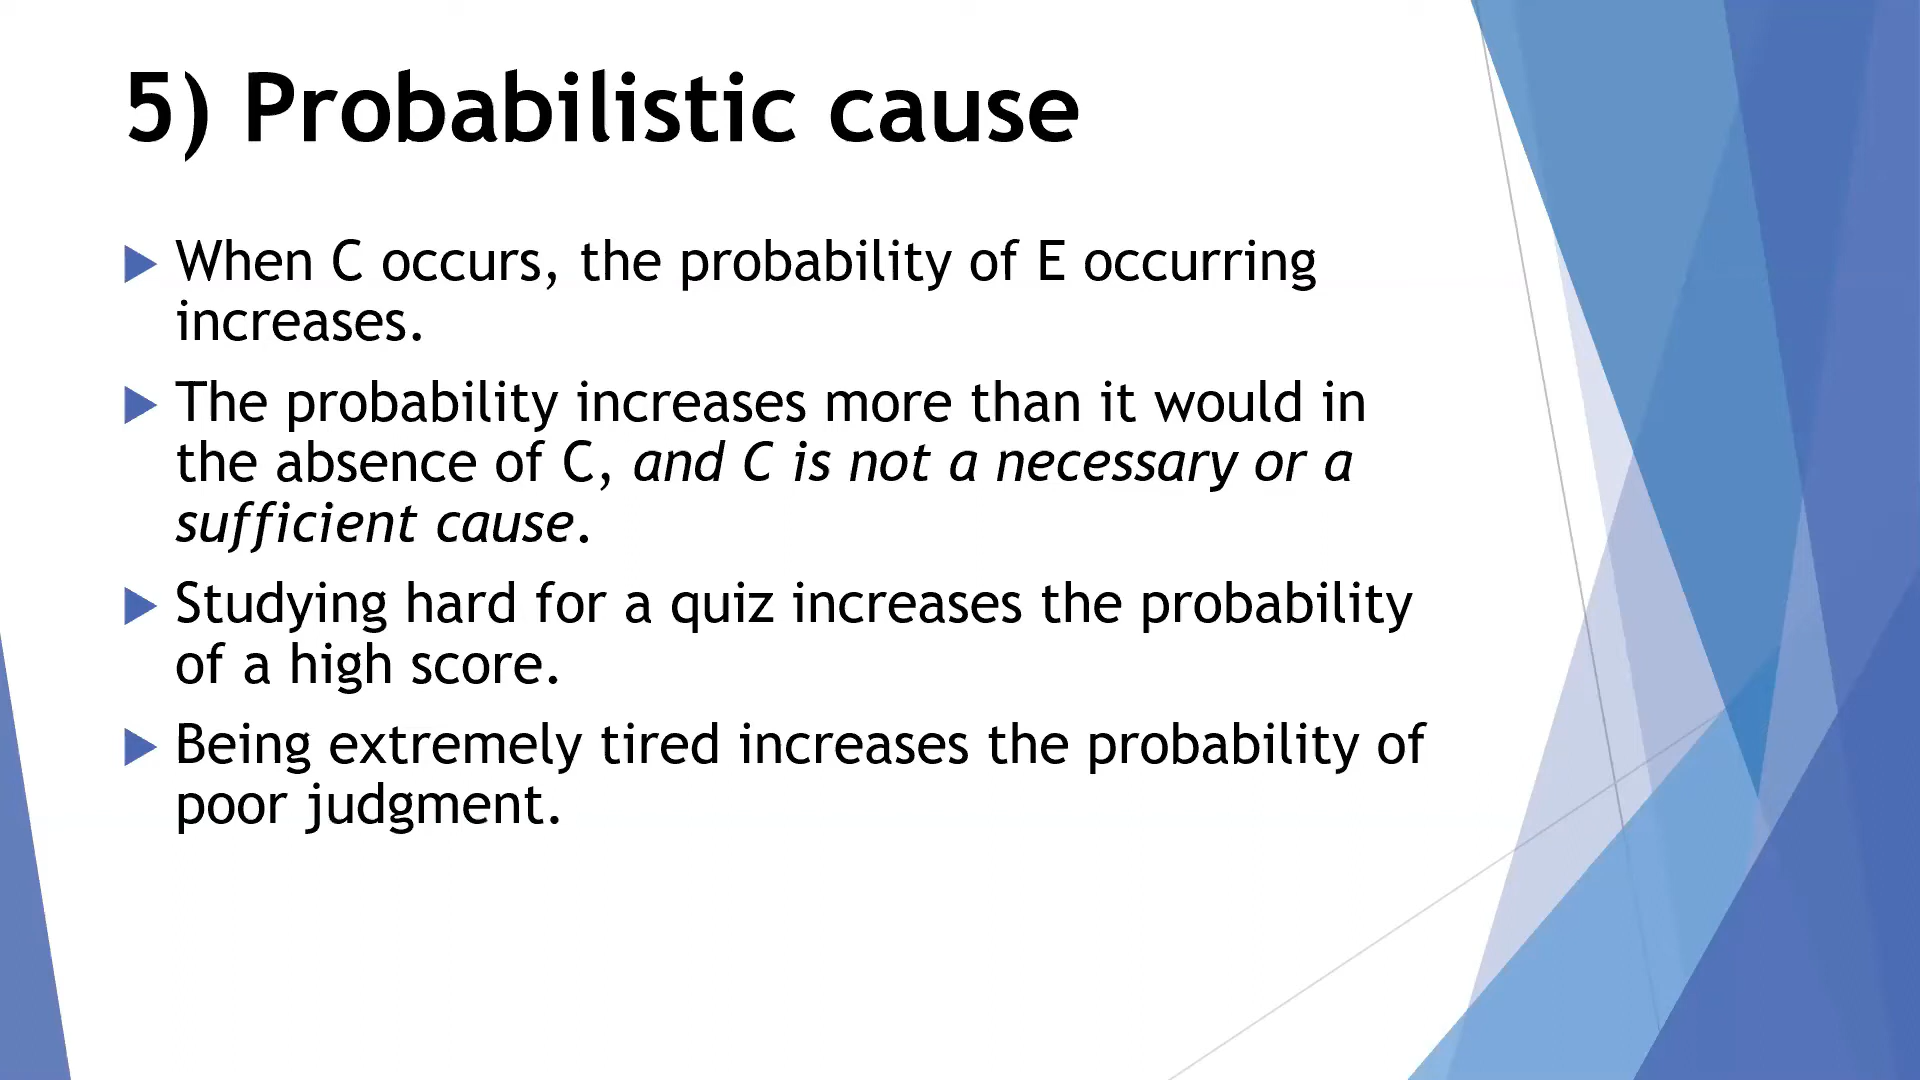 5) Probabilistic cause
When C occurs, the probability of E occurring
increases.
The probability increases more than it would in
the absence of C, and C is not a necessary or a
sufficient cause.
Studying hard for a quiz increases the probability
of a high score.
Being extremely tired increases the probability of
poor judgment.